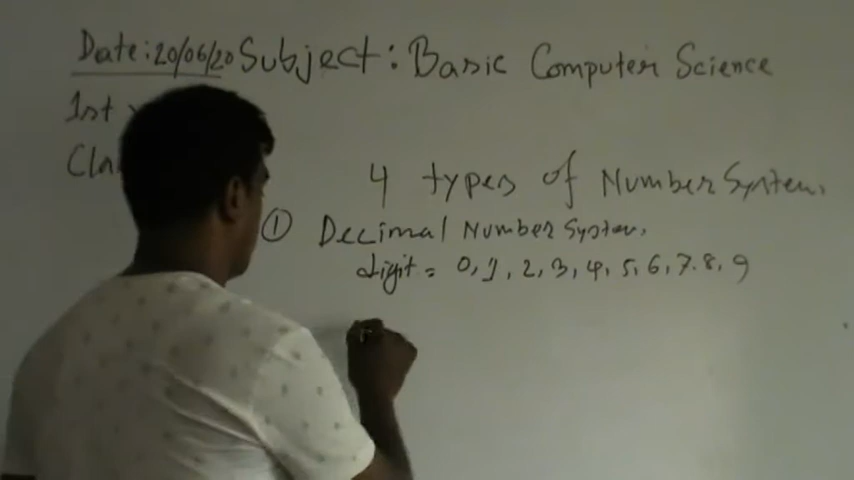 Date: 20/06/20 Subject: Basic Computer Science
1st
4 types of Number System.
① Decimal Number System.
digit = 0, 1, 2, 3, 4, 5, 6, 7. 8, 9